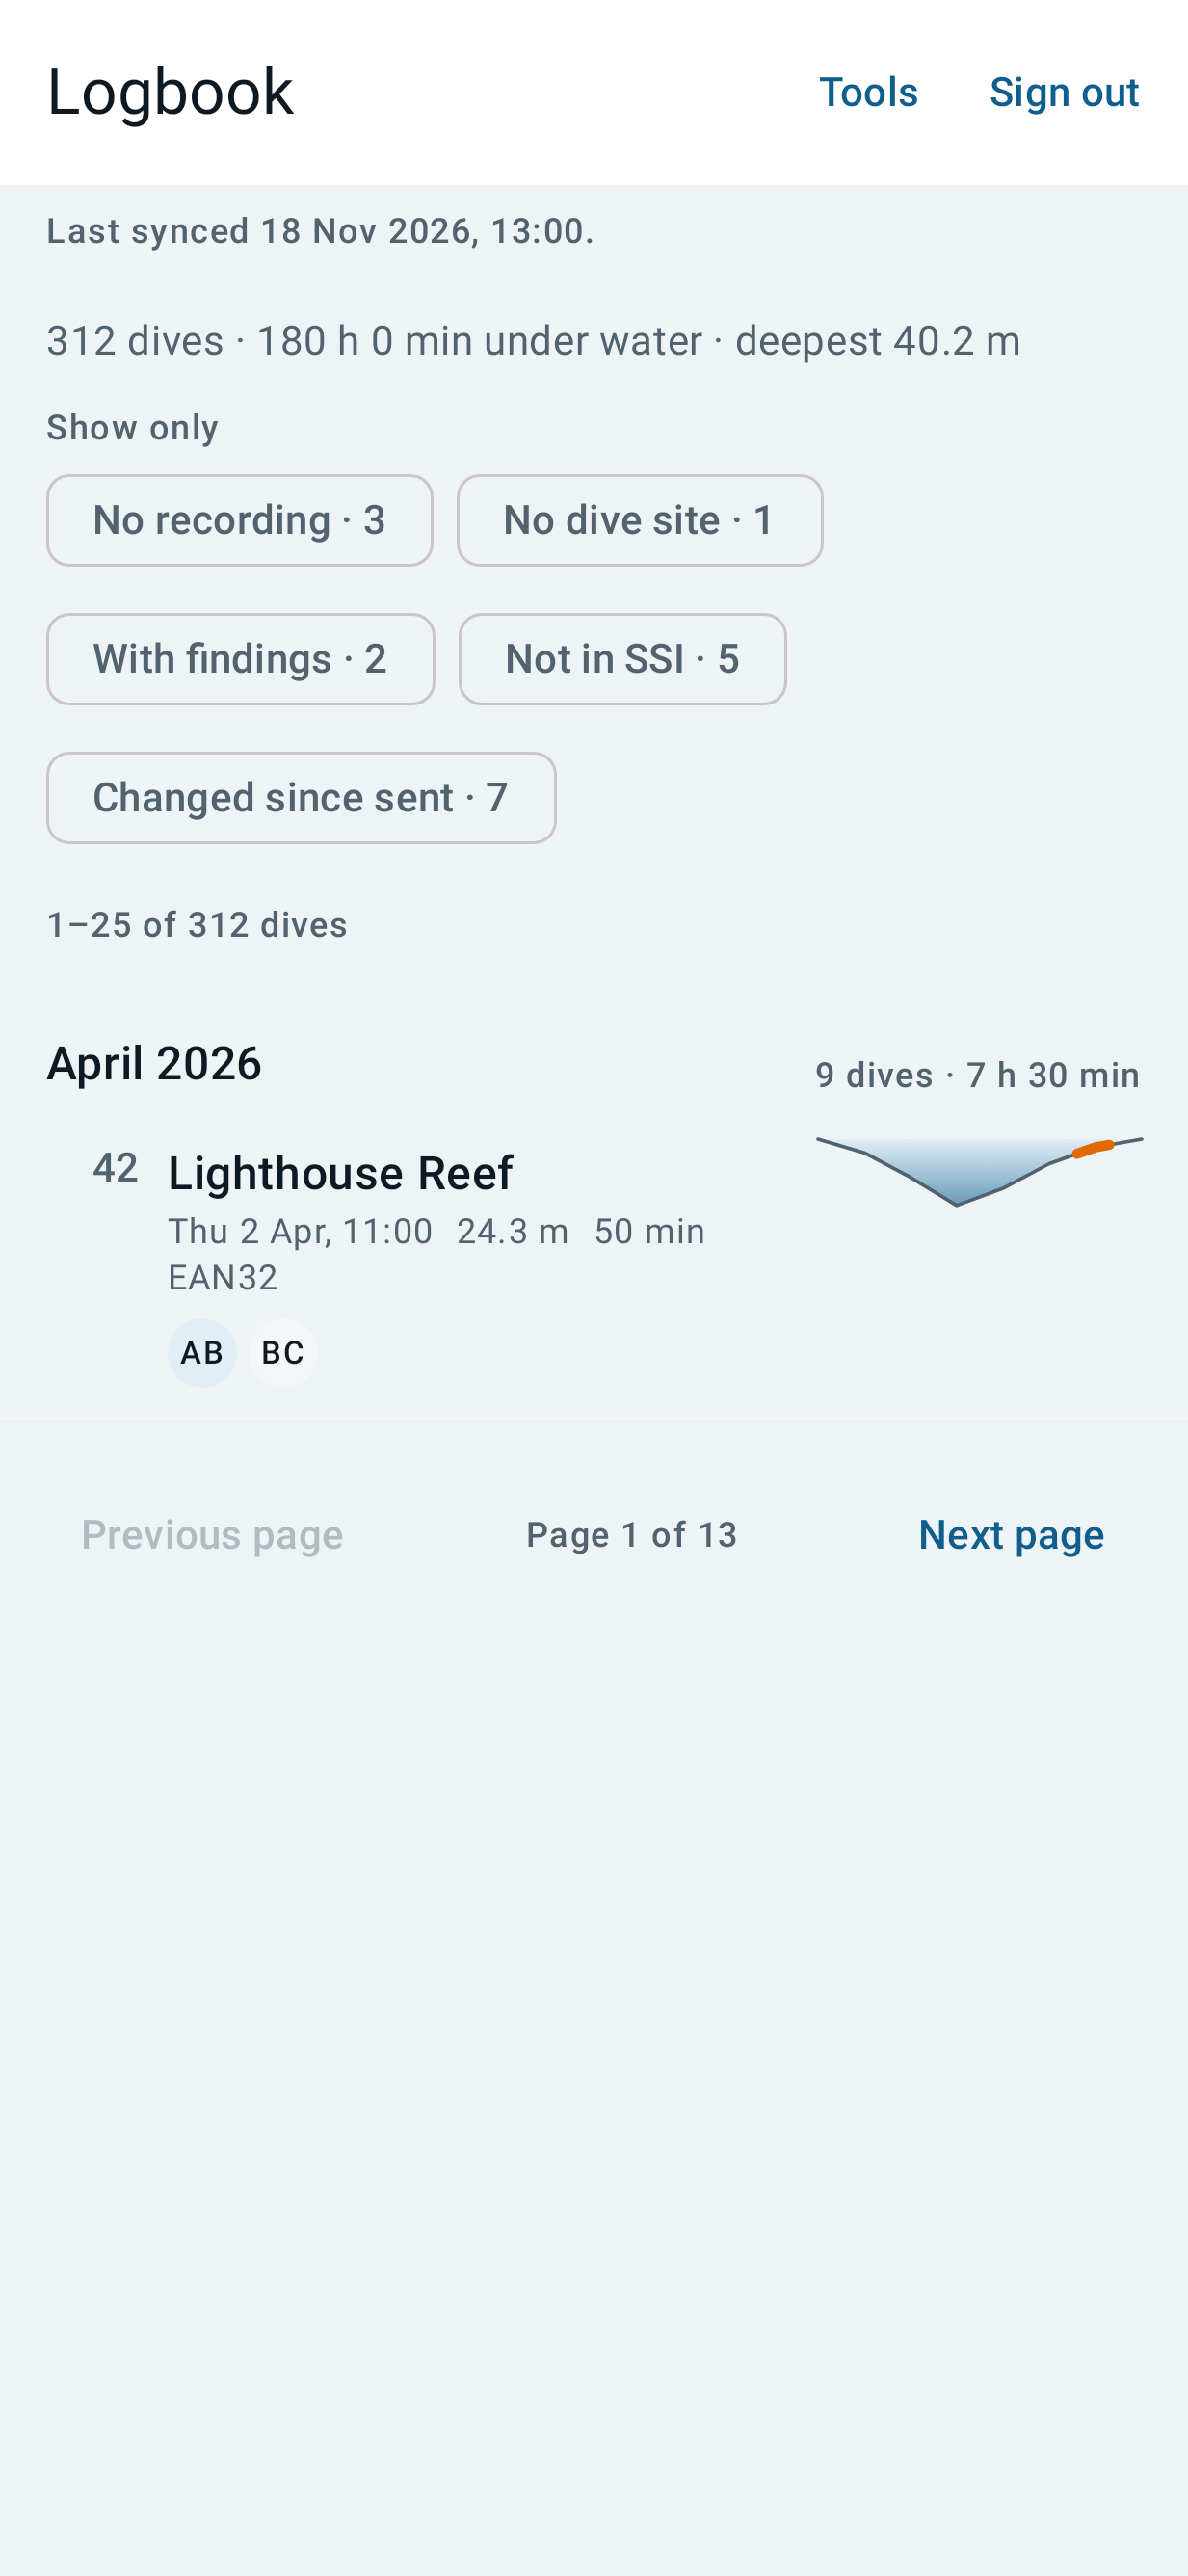 Logbook
Tools
Sign out
Last synced 18 Nov 2026, 13:00.
312 dives · 180 h 0 min under water · deepest 40.2 m
Show only
No recording · 3
No dive site · 1
With findings · 2
Not in SSI · 5
Changed since sent · 7
1–25 of 312 dives
April 2026
9 dives · 7 h 30 min
42
Lighthouse Reef
Thu 2 Apr, 11:00 24.3 m 50 min
EAN32
AB BC
Previous page
Page 1 of 13
Next page